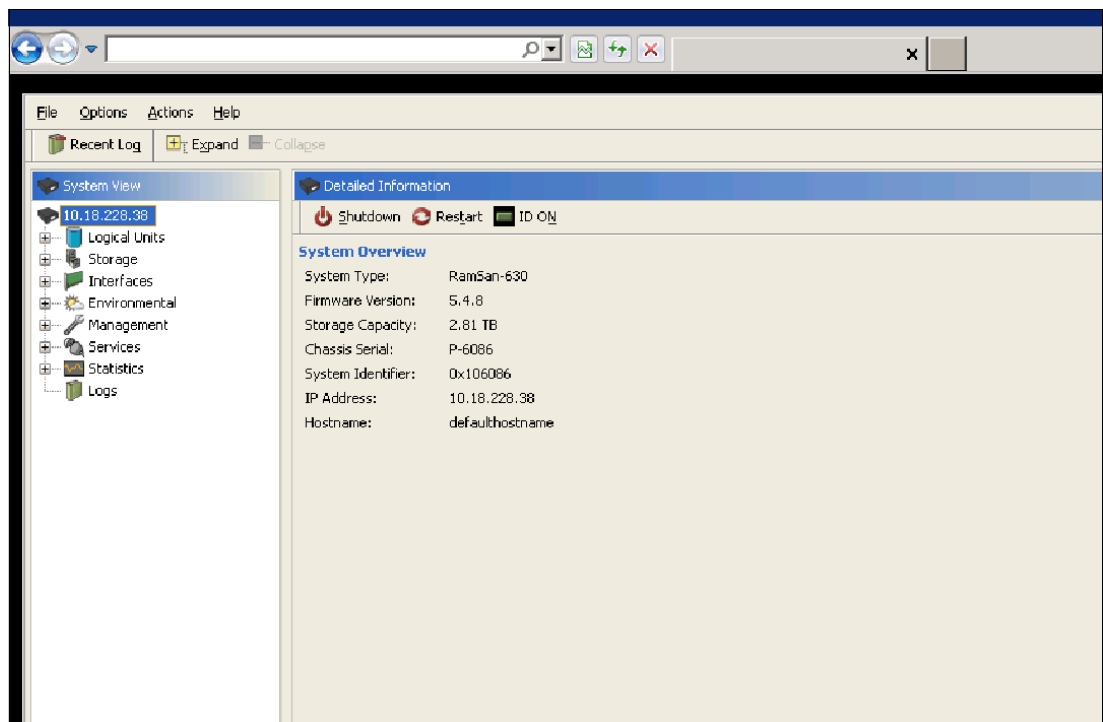 File Options Actions Help
Recent Log Expand Collapse
System View
10.18.228.38
Logical Units
Storage
Interfaces
Environmental
Management
Services
Statistics
Logs
Detailed Information
Shutdown Restart ID ON
System Overview
System Type: RamSan-630
Firmware Version: 5.4.8
Storage Capacity: 2.81 TB
Chassis Serial: P-6086
System Identifier: 0x106086
IP Address: 10.18.228.38
Hostname: defaulthostname